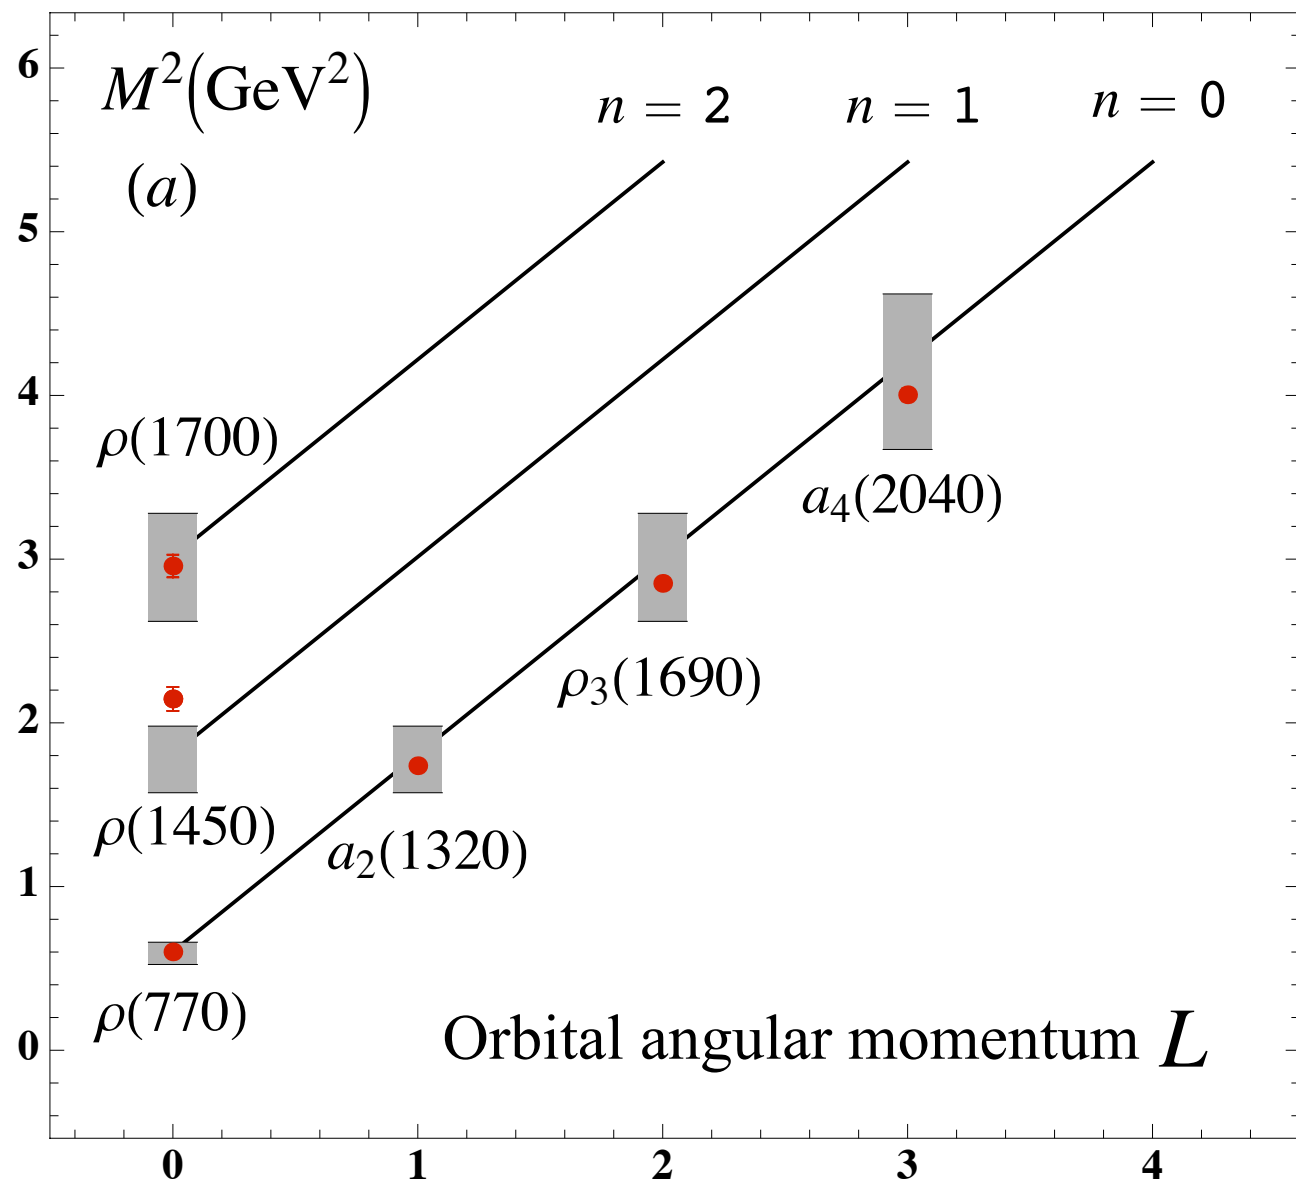 6
M²(GeV²)
n = 2
n = 1
n = 0
(a)
5
4
ρ(1700)
a₄(2040)
3
ρ₃(1690)
2
ρ(1450)
a₂(1320)
1
ρ(770)
0
Orbital angular momentum L
0 1 2 3 4